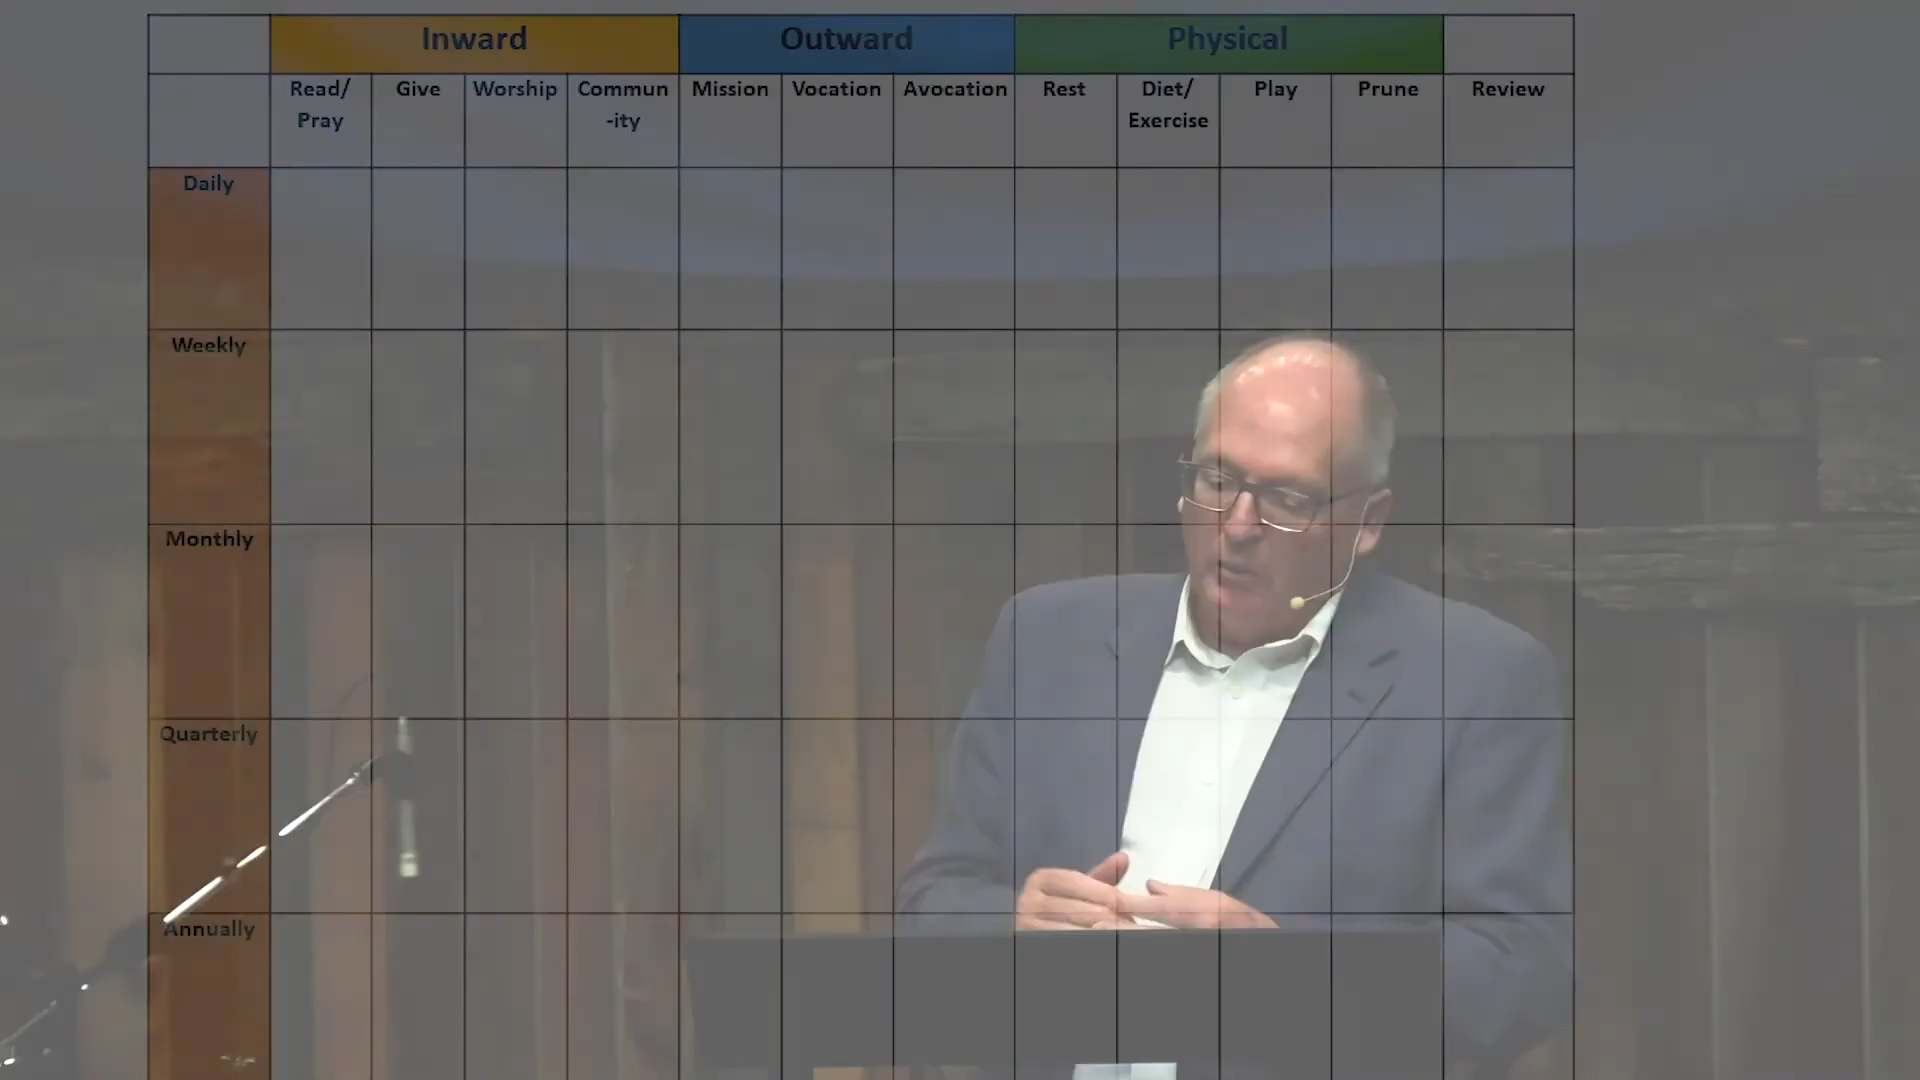 Inward Outward Physical
Read/ Give Worship Commun Mission Vocation Avocation Rest Diet/ Play Prune Review
Pray -ity Exercise
Daily
Weekly
Monthly
Quarterly
Annually